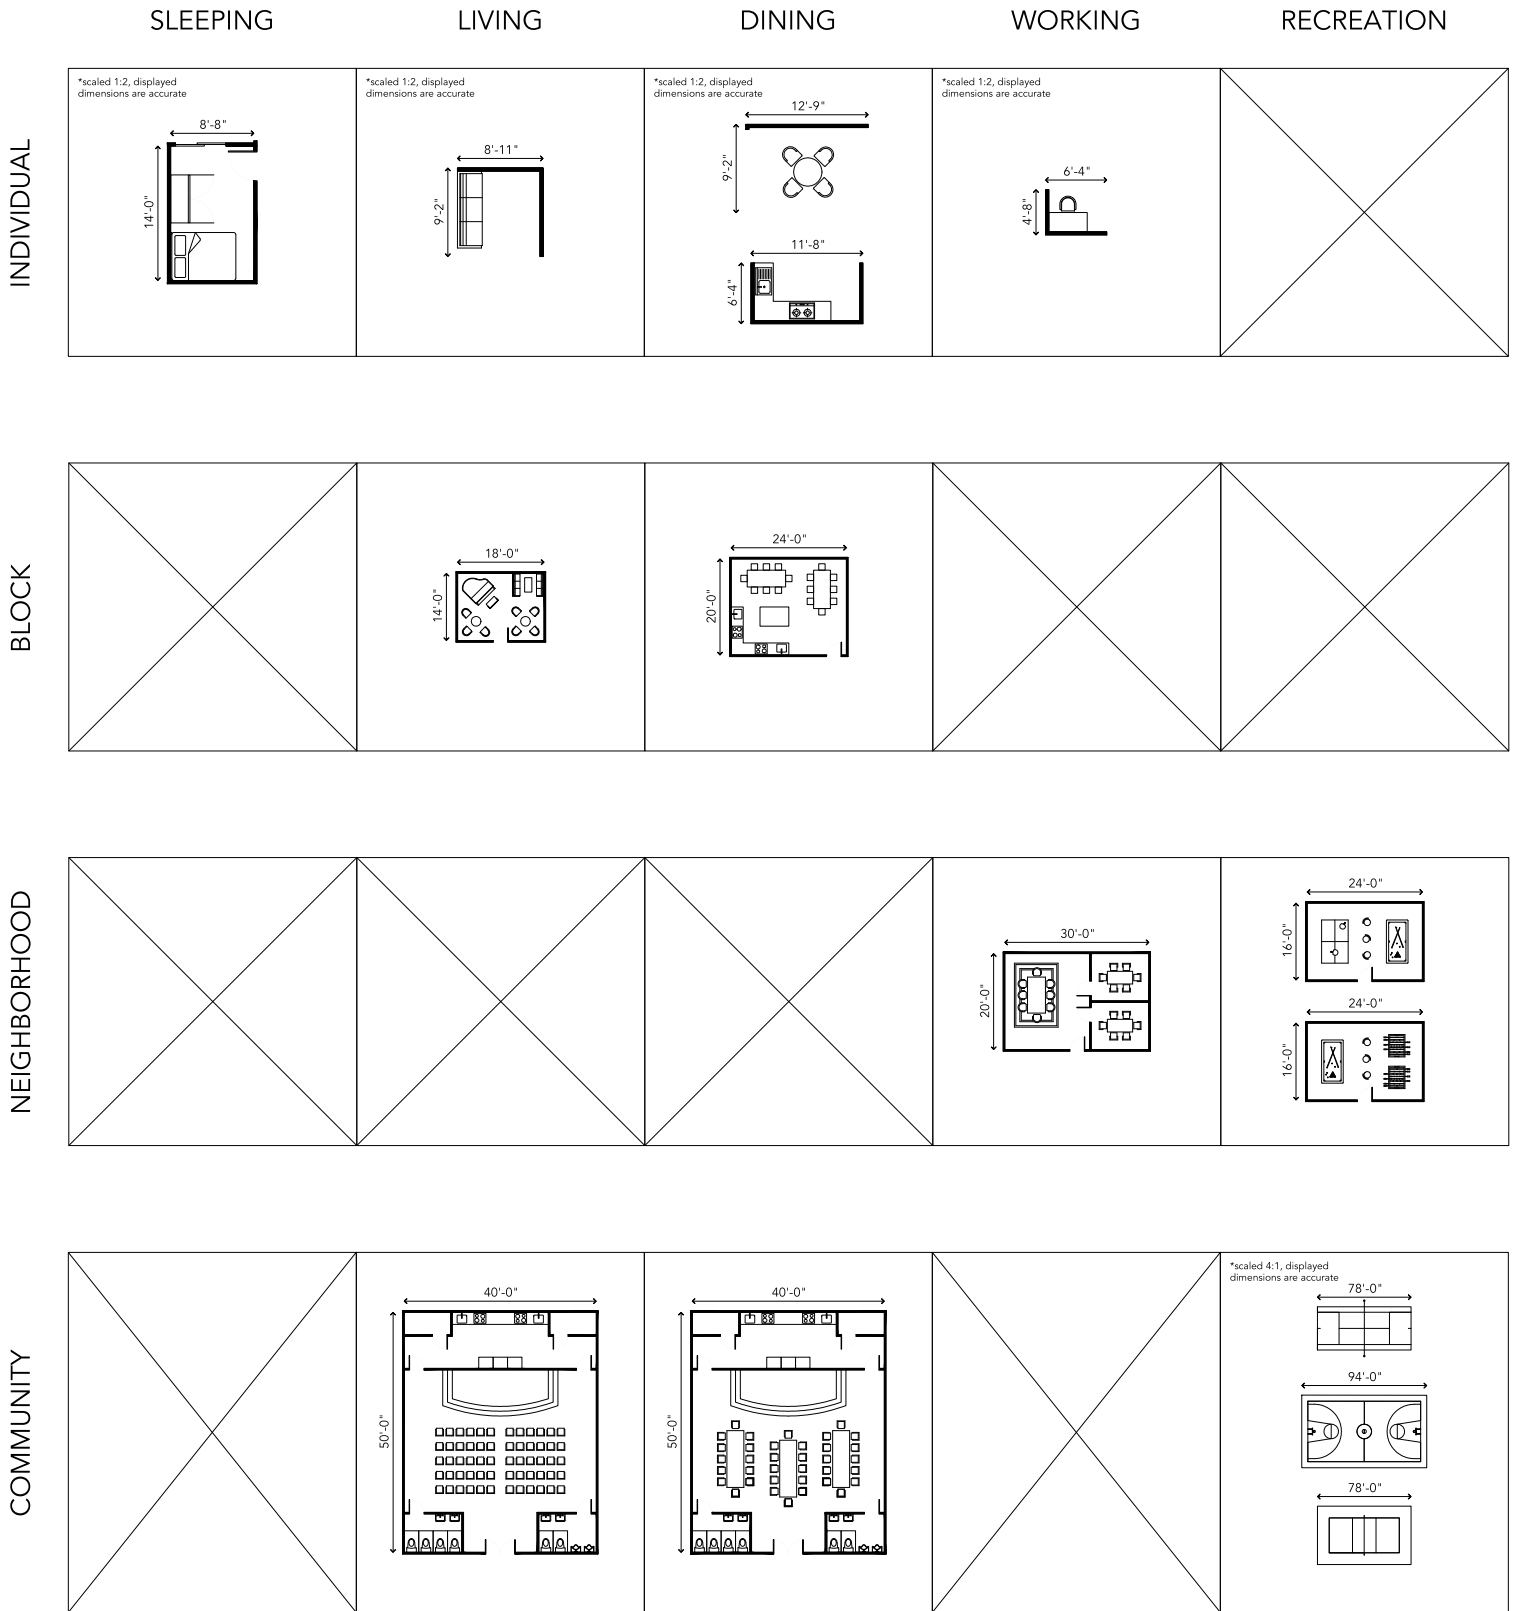 SLEEPING
LIVING
DINING
WORKING
RECREATION
INDIVIDUAL
*scaled 1:2, displayed
dimensions are accurate
8'-8"
14'-0"
*scaled 1:2, displayed
dimensions are accurate
8'-11"
9'-2"
*scaled 1:2, displayed
dimensions are accurate
12'-9"
9'-2"
11'-8"
6'-4"
*scaled 1:2, displayed
dimensions are accurate
6'-4"
4'-8"
BLOCK
18'-0"
14'-0"
24'-0"
20'-0"
NEIGHBORHOOD
30'-0"
20'-0"
24'-0"
16'-0"
24'-0"
16'-0"
COMMUNITY
40'-0"
50'-0"
40'-0"
50'-0"
*scaled 4:1, displayed
dimensions are accurate
78'-0"
94'-0"
78'-0"